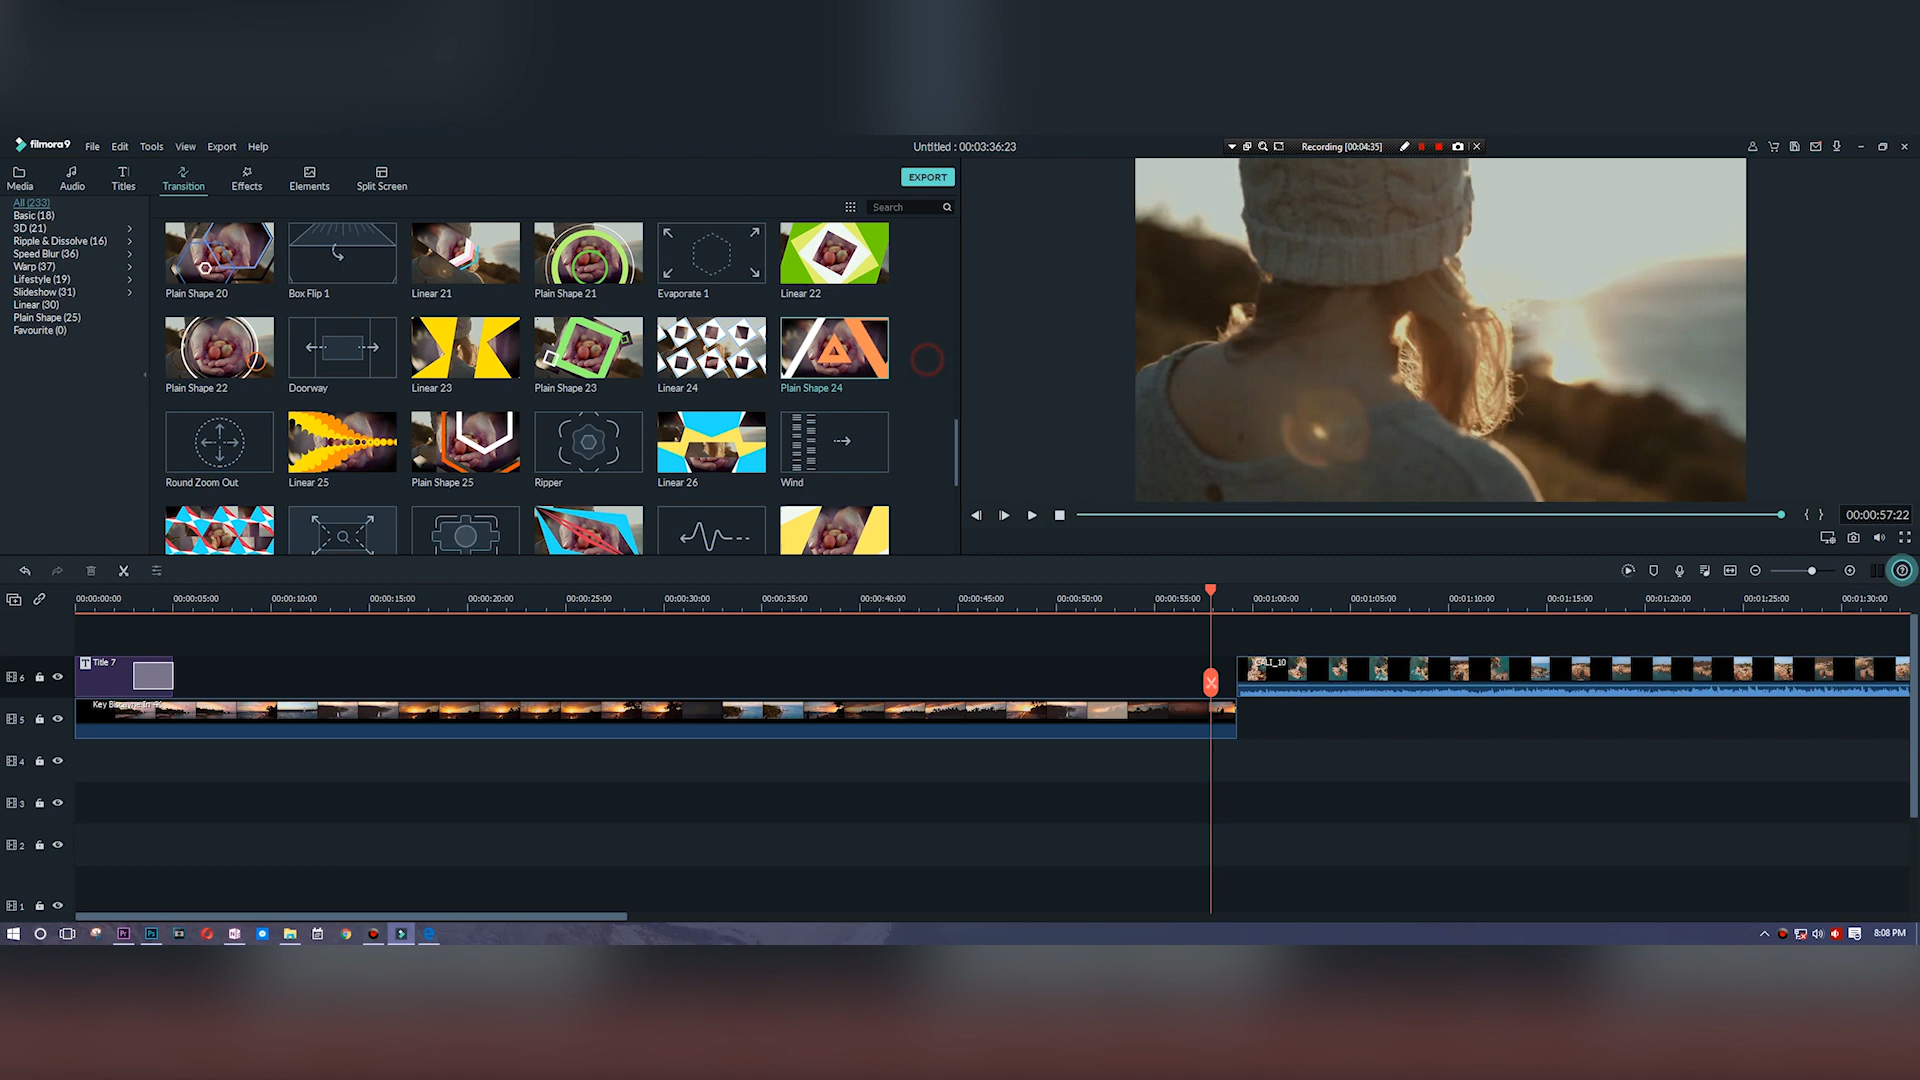 filmora9 File Edit Tools View Export Help
Untitled : 00:03:36:23
Recording [00:04:35]
Media Audio Titles Transition Effects Elements Split Screen
EXPORT
Search
All (233)
Basic (18)
3D (21)
Ripple & Dissolve (16)
Speed Blur (36)
Warp (37)
Lifestyle (19)
Slideshow (31)
Linear (30)
Plain Shape (25)
Favourite (0)
Plain Shape 20 Box Flip 1 Linear 21 Plain Shape 21 Evaporate 1 Linear 22
Plain Shape 22 Doorway Linear 23 Plain Shape 23 Linear 24 Plain Shape 24
Round Zoom Out Linear 25 Plain Shape 25 Ripper Linear 26 Wind
{ } 00:00:57:22
00:00:00:00 00:00:05:00 00:00:10:00 00:00:15:00 00:00:20:00 00:00:25:00 00:00:30:00 00:00:35:00 00:00:40:00 00:00:45:00 00:00:50:00 00:00:55:00 00:01:00:00 00:01:05:00 00:01:10:00 00:01:15:00 00:01:20:00 00:01:25:00 00:01:30:00
6 T Title 7 CALI_10
5 Key Biscayne In 4K
4
3
2
1
Pr Ps N
8:08 PM